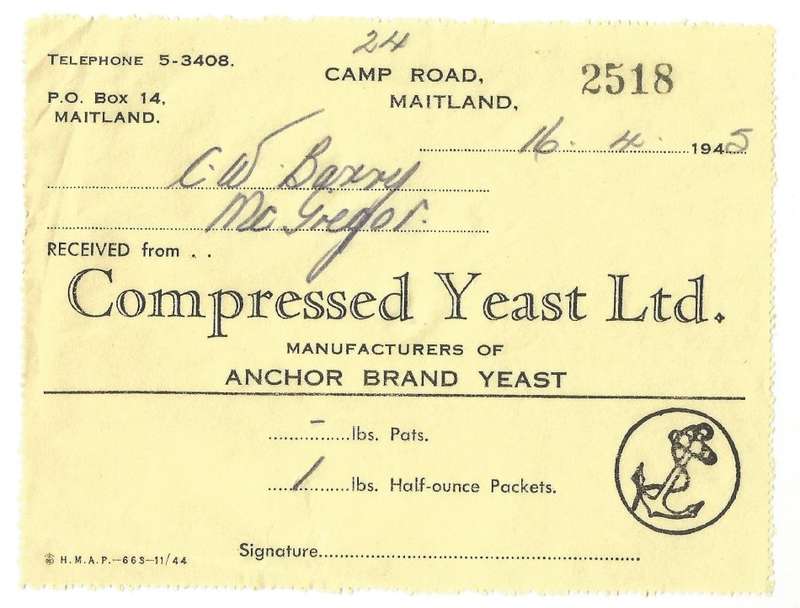 TELEPHONE 5-3408.
P.O. BOX 14,
MAITLAND.
24
CAMP ROAD,
MAITLAND,
2518
16. 4. 1945
C. W. Barry
McGregor.
RECEIVED from . .
Compressed Yeast Ltd.
MANUFACTURERS OF
ANCHOR BRAND YEAST
- lbs. Pats.
1 lbs. Half-ounce Packets.
Signature
H.M.A.P.—663—11/44